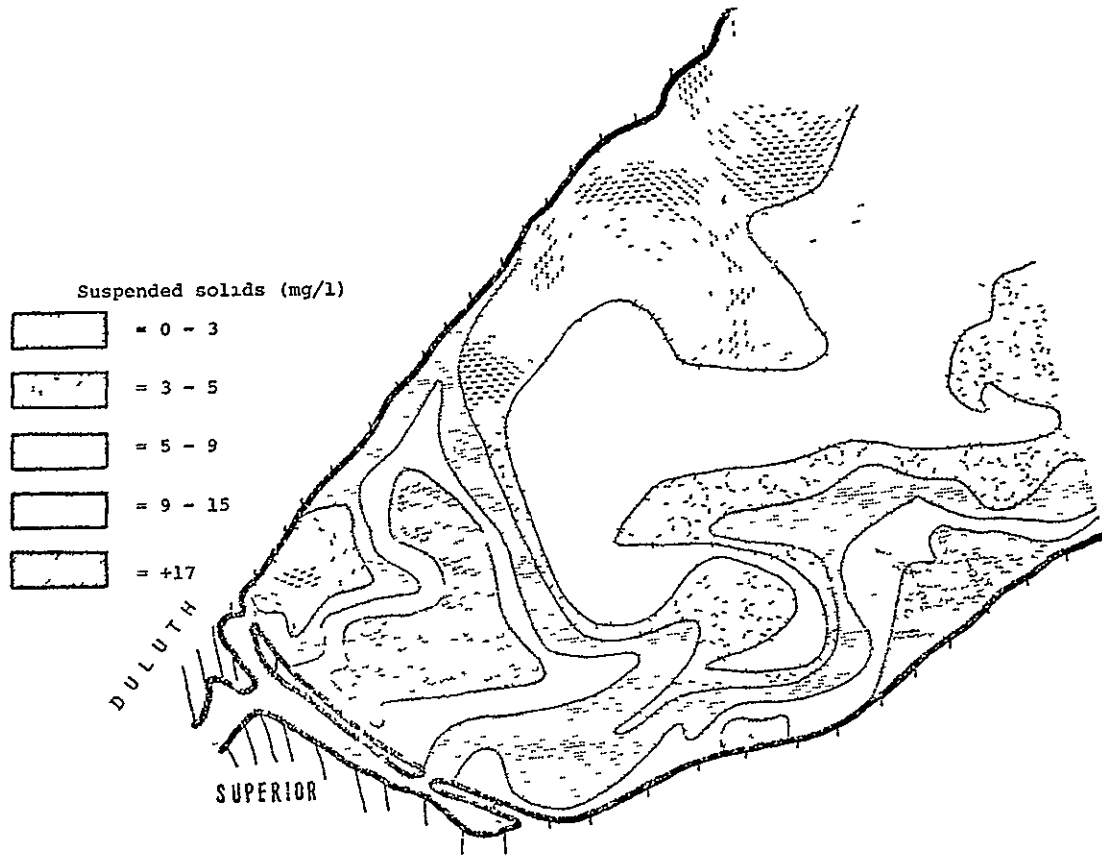 Suspended solids (mg/l)
= 0 - 3
= 3 - 5
= 5 - 9
= 9 - 15
= +17
DULUTH
SUPERIOR